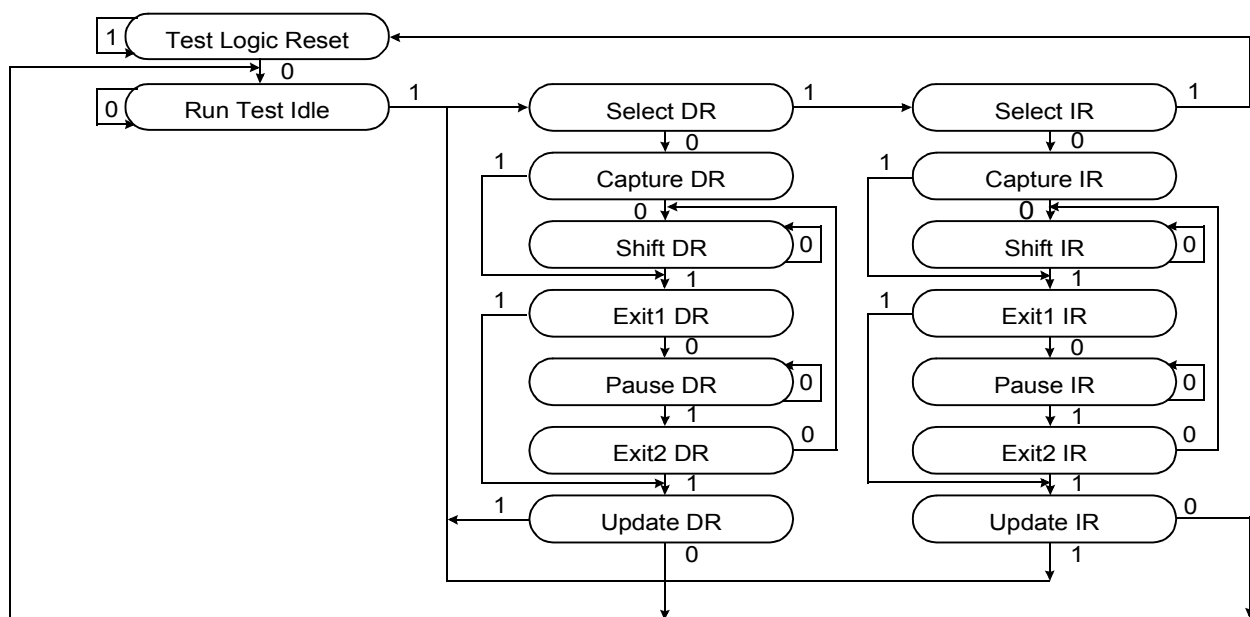 1 Test Logic Reset
0
0 Run Test Idle 1 Select DR 1 Select IR 1
0 0
1 Capture DR 1 Capture IR
0 0
Shift DR 0 Shift IR 0
1 1
1 Exit1 DR 1 Exit1 IR
0 0
Pause DR 0 Pause IR 0
1 1
Exit2 DR 0 Exit2 IR 0
1 1
1 Update DR Update IR 0
0 1